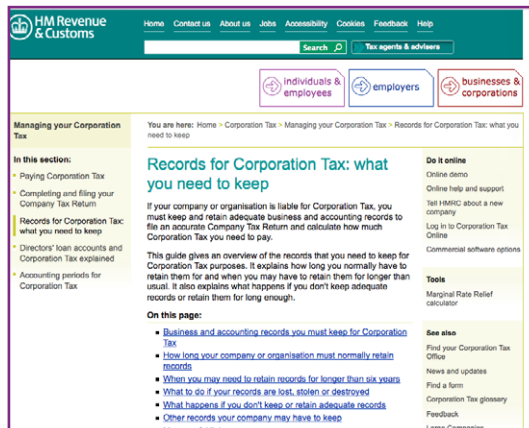 HM Revenue
& Customs
Home Contact us About us Jobs Accessibility Cookies Feedback Help
Search
Tax agents & advisers
individuals &
employees
employers
businesses &
corporations
Managing your Corporation
Tax
In this section:
Paying Corporation Tax
Completing and filing your
Company Tax Return
Records for Corporation Tax:
what you need to keep
Directors' loan accounts and
Corporation Tax explained
Accounting periods for
Corporation Tax
You are here: Home > Corporation Tax > Managing your Corporation Tax > Records for Corporation Tax: what you
need to keep
Records for Corporation Tax: what
you need to keep
If your company or organisation is liable for Corporation Tax, you
must keep and retain adequate business and accounting records to
file an accurate Company Tax Return and calculate how much
Corporation Tax you need to pay.
This guide gives an overview of the records that you need to keep for
Corporation Tax purposes. It explains how long you normally have to
retain them for and when you may have to retain them for longer than
usual. It also explains what happens if you don't keep adequate
records or retain them for long enough.
On this page:
Business and accounting records you must keep for Corporation
Tax
How long your company or organisation must normally retain
records
When you may need to retain records for longer than six years
What to do if your records are lost, stolen or destroyed
What happens if you don't keep or retain adequate records
Other records your company may have to keep
Do it online
Online demo
Online help and support
Tell HMRC about a new
company
Log in to Corporation Tax
Online
Commercial software options
Tools
Marginal Rate Relief
calculator
See also
Find your Corporation Tax
Office
News and updates
Find a form
Corporation Tax glossary
Feedback
Large Companies